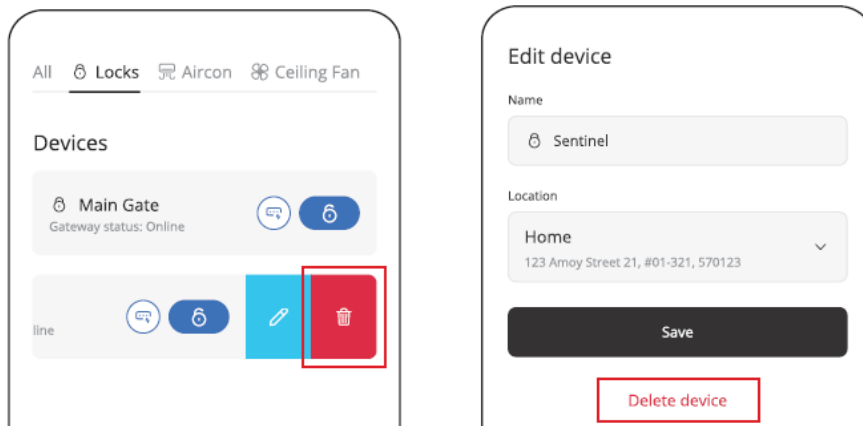 All Locks Aircon Ceiling Fan
Devices
Main Gate
Gateway status: Online
line
Edit device
Name
Sentinel
Location
Home
123 Amoy Street 21, #01-321, 570123
Save
Delete device